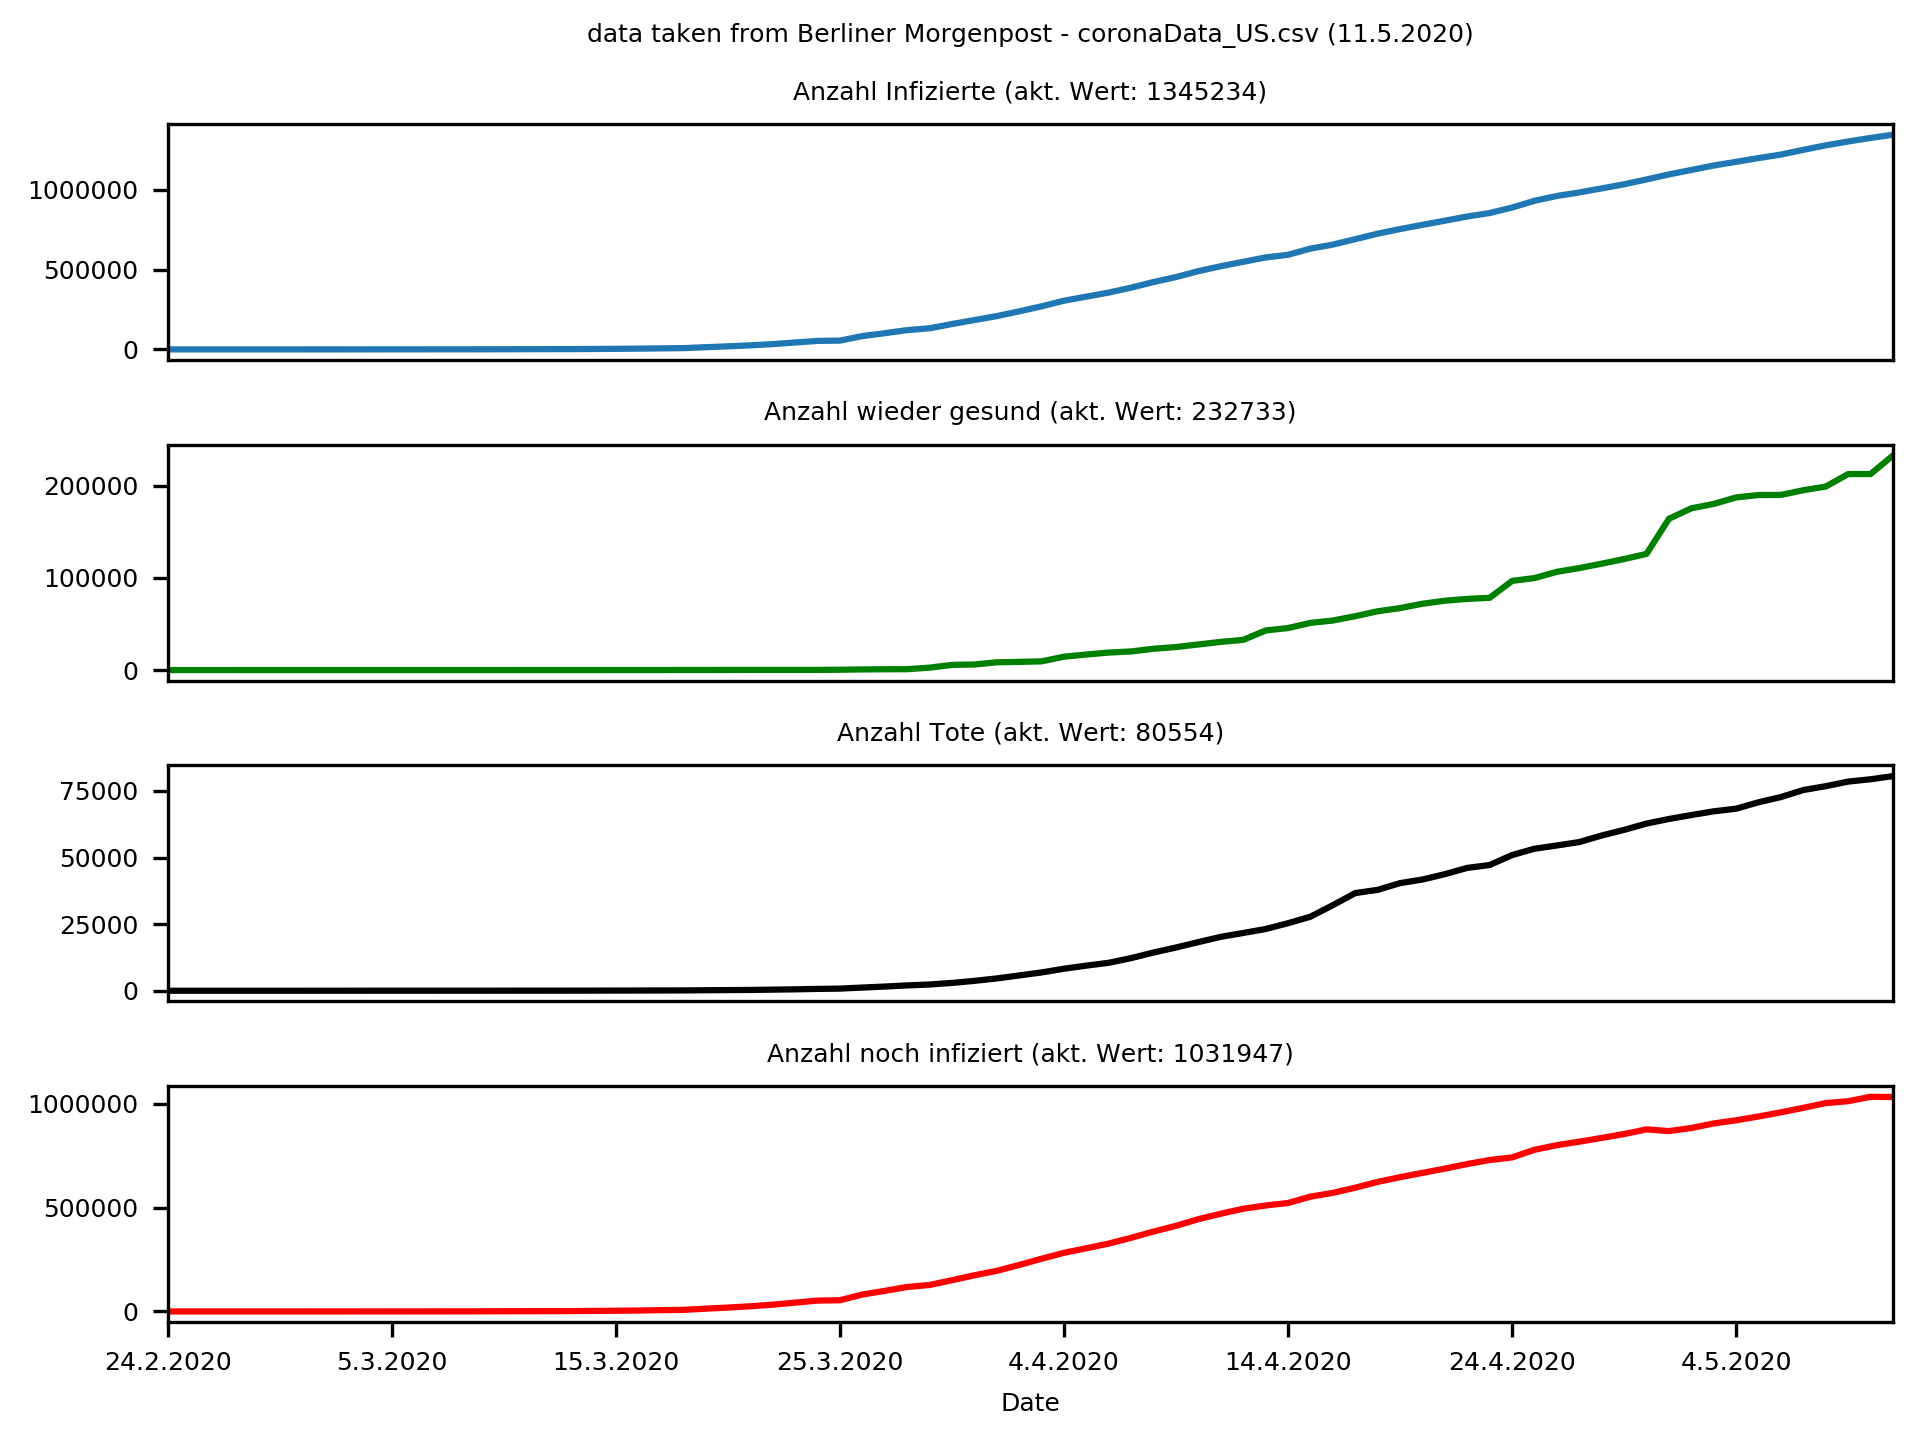 data taken from Berliner Morgenpost - coronaData_US.csv (11.5.2020)
Anzahl Infizierte (akt. Wert: 1345234)
1000000
500000
0
Anzahl wieder gesund (akt. Wert: 232733)
200000
100000
0
Anzahl Tote (akt. Wert: 80554)
75000
50000
25000
0
Anzahl noch infiziert (akt. Wert: 1031947)
1000000
500000
0
24.2.2020 5.3.2020 15.3.2020 25.3.2020 4.4.2020 14.4.2020 24.4.2020 4.5.2020
Date